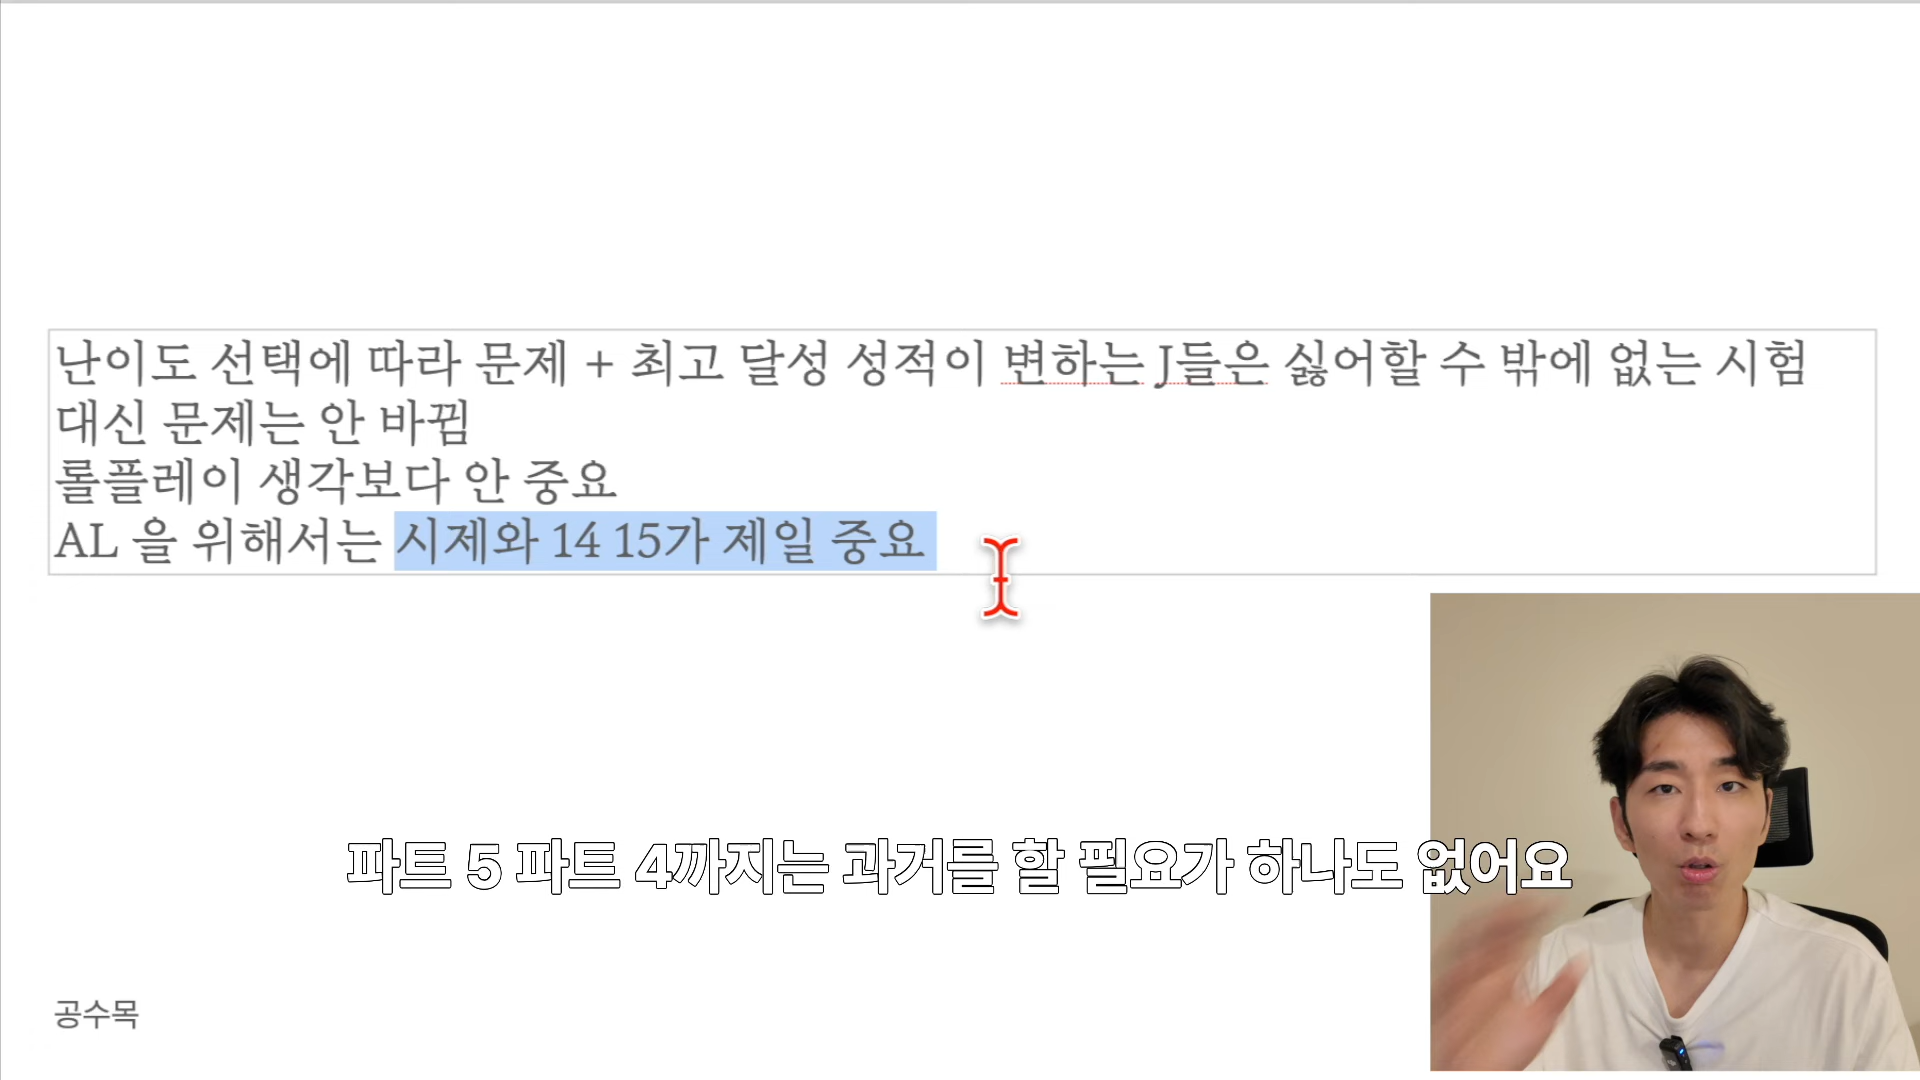 난이도 선택에 따라 문제 + 최고 달성 성적이 변하는 J들은 싫어할 수 밖에 없는 시험
대신 문제는 안 바뀜
롤플레이 생각보다 안 중요
AL 을 위해서는 시제와 14 15가 제일 중요
파트 5 파트 4까지는 과거를 할 필요가 하나도 없어요
공수목